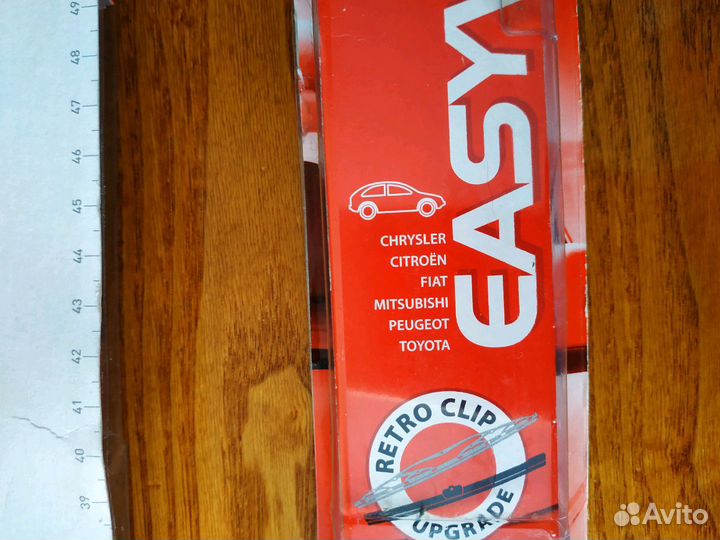 49
48
47
46
45
44
43
42
41
40
39
EASY
CHRYSLER
CITROËN
FIAT
MITSUBISHI
PEUGEOT
TOYOTA
RETRO CLIP
UPGRADE
Avito